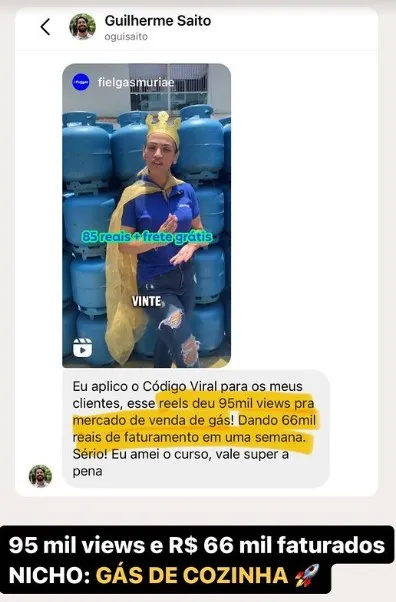 Guilherme Saito
oguisaito
fielgasmuriae
85 reais + frete grátis
VINTE
Eu aplico o Código Viral para os meus
clientes, esse reels deu 95mil views pra
mercado de venda de gás! Dando 66mil
reais de faturamento em uma semana.
Sério! Eu amei o curso, vale super a
pena
95 mil views e R$ 66 mil faturados
NICHO: GÁS DE COZINHA 🚀